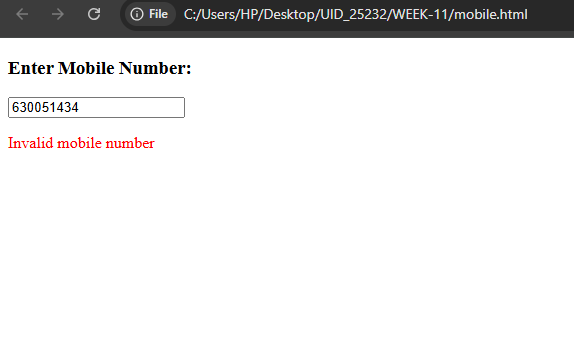 File C:/Users/HP/Desktop/UID_25232/WEEK-11/mobile.html
Enter Mobile Number:
630051434
Invalid mobile number